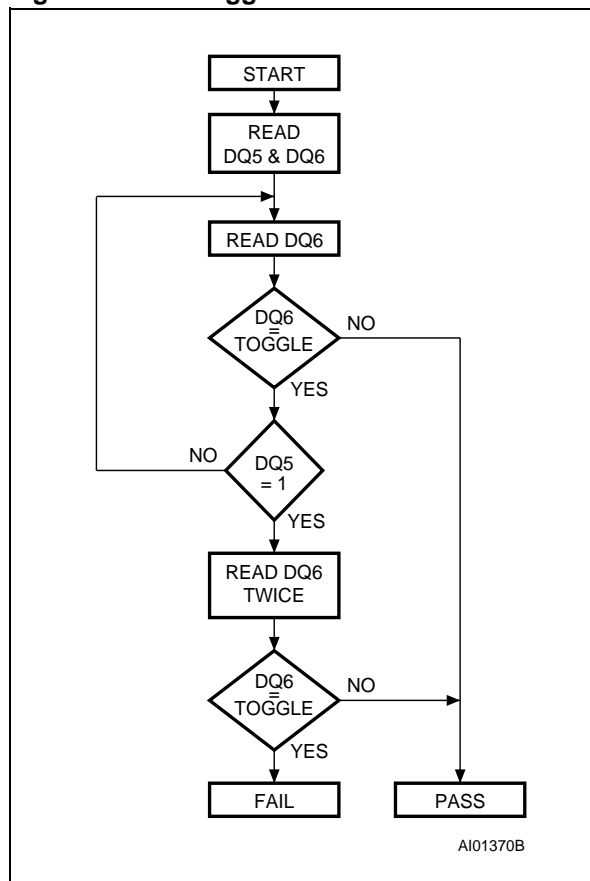 START
READ
DQ5 & DQ6
READ DQ6
DQ6
=
TOGGLE
NO
YES
NO
DQ5
= 1
YES
READ DQ6
TWICE
DQ6
=
TOGGLE
NO
YES
FAIL
PASS
AI01370B